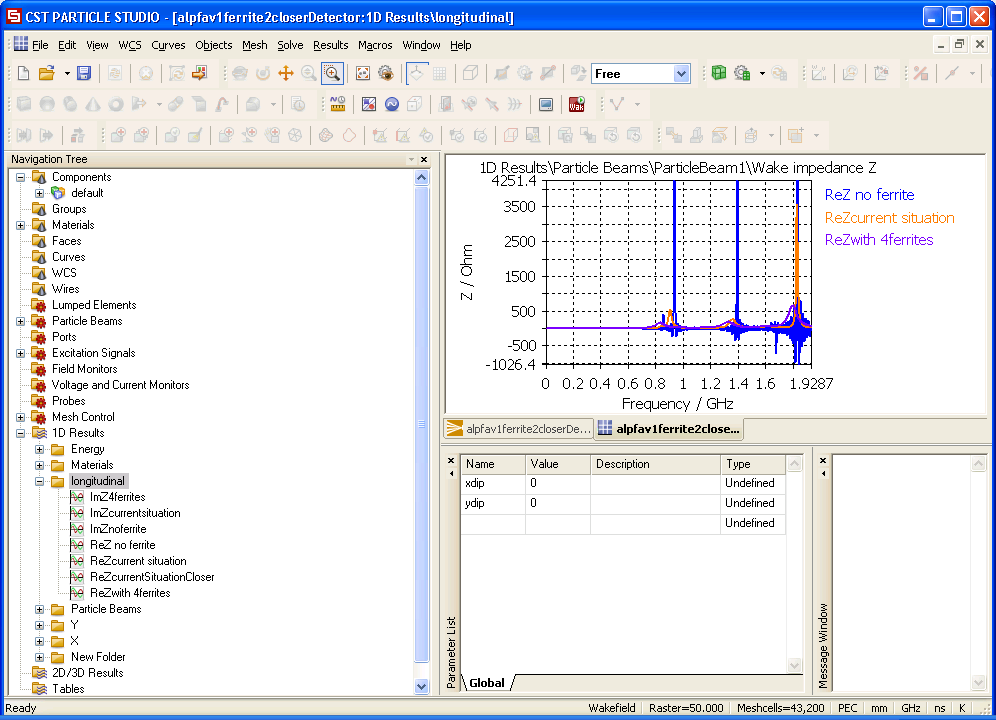 CST PARTICLE STUDIO - [alpfav1ferrite2closerDetector:1D Results\longitudinal]
File Edit View WCS Curves Objects Mesh Solve Results Macros Window Help
Free
Wak
Navigation Tree
Components
default
Groups
Materials
Faces
Curves
WCS
Wires
Lumped Elements
Particle Beams
Ports
Excitation Signals
Field Monitors
Voltage and Current Monitors
Probes
Mesh Control
1D Results
Energy
Materials
longitudinal
ImZ4ferrites
ImZcurrentsituation
ImZnoferrite
ReZ no ferrite
ReZcurrent situation
ReZcurrentSituationCloser
ReZwith 4ferrites
Particle Beams
Y
X
New Folder
2D/3D Results
Tables
1D Results\Particle Beams\ParticleBeam1\Wake impedance Z
4251.4
3500
2500
1500
500
-500
-1026.4
Z / Ohm
0 0.2 0.4 0.6 0.8 1 1.2 1.4 1.6 1.9287
Frequency / GHz
ReZ no ferrite
ReZcurrent situation
ReZwith 4ferrites
alpfav1ferrite2closerDe... alpfav1ferrite2close...
Parameter List
Name Value Description Type
xdip 0 Undefined
ydip 0 Undefined
Undefined
Global
Message Window
Ready Wakefield Raster=50.000 Meshcells=43,200 PEC mm GHz ns K